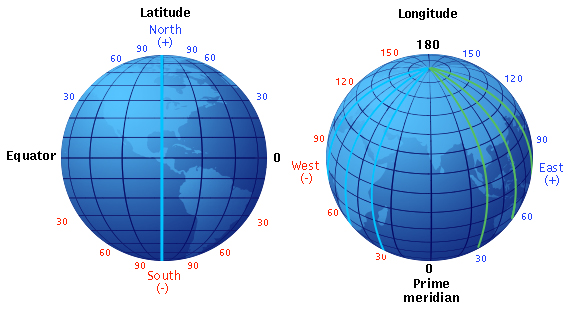 Latitude
North
(+)
90 90
60 60
30 30
Equator 0
30 30
60 60
90 90
South
(-)
Longitude
180
150 150
120 120
90 90
West
(-)
East
(+)
60 60
30 30
0
Prime
meridian